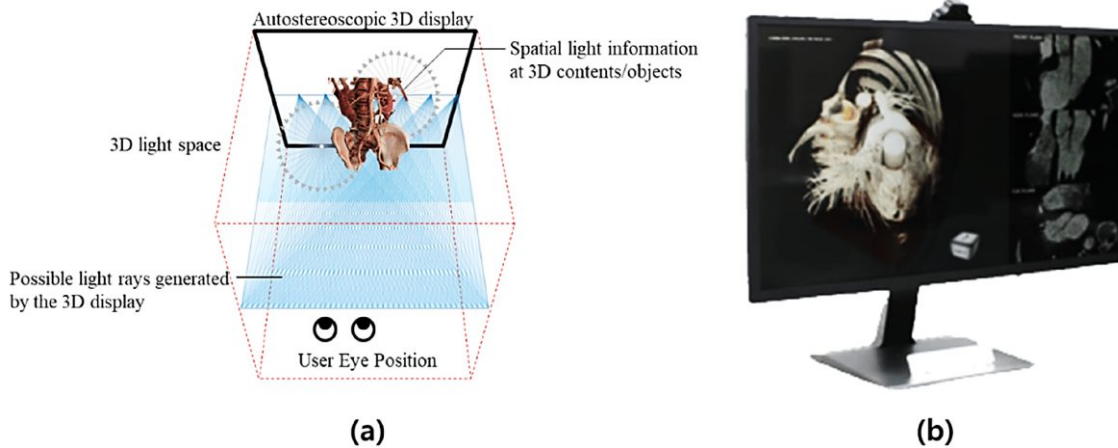 Autostereoscopic 3D display
Spatial light information
at 3D contents/objects
3D light space
Possible light rays generated
by the 3D display
User Eye Position
(a)
(b)